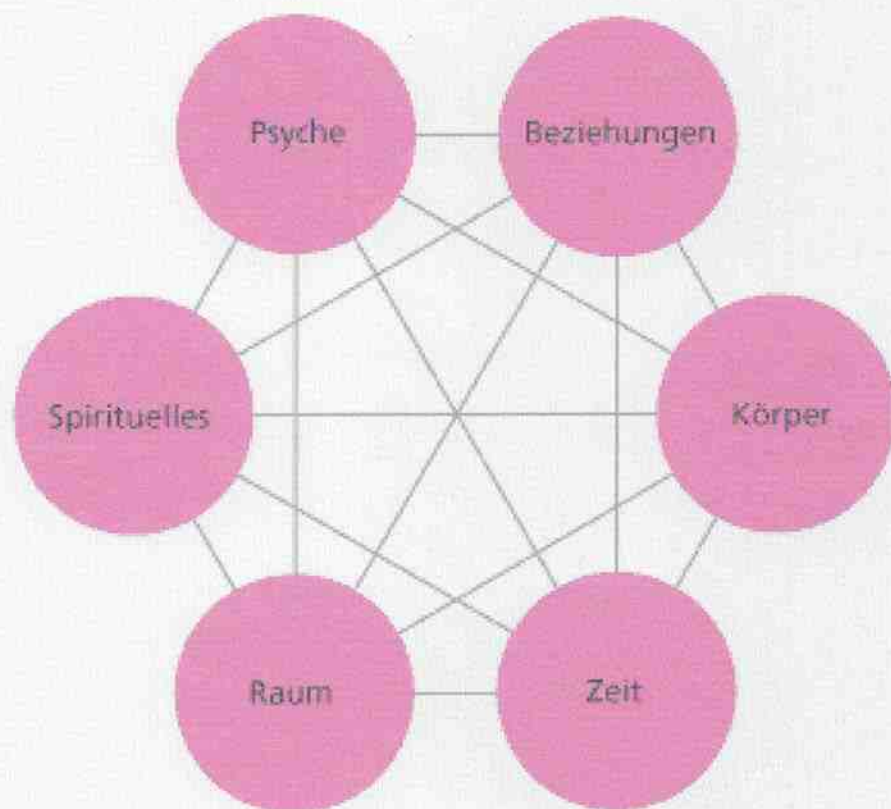 Psyche
Beziehungen
Spirituelles
Körper
Raum
Zeit